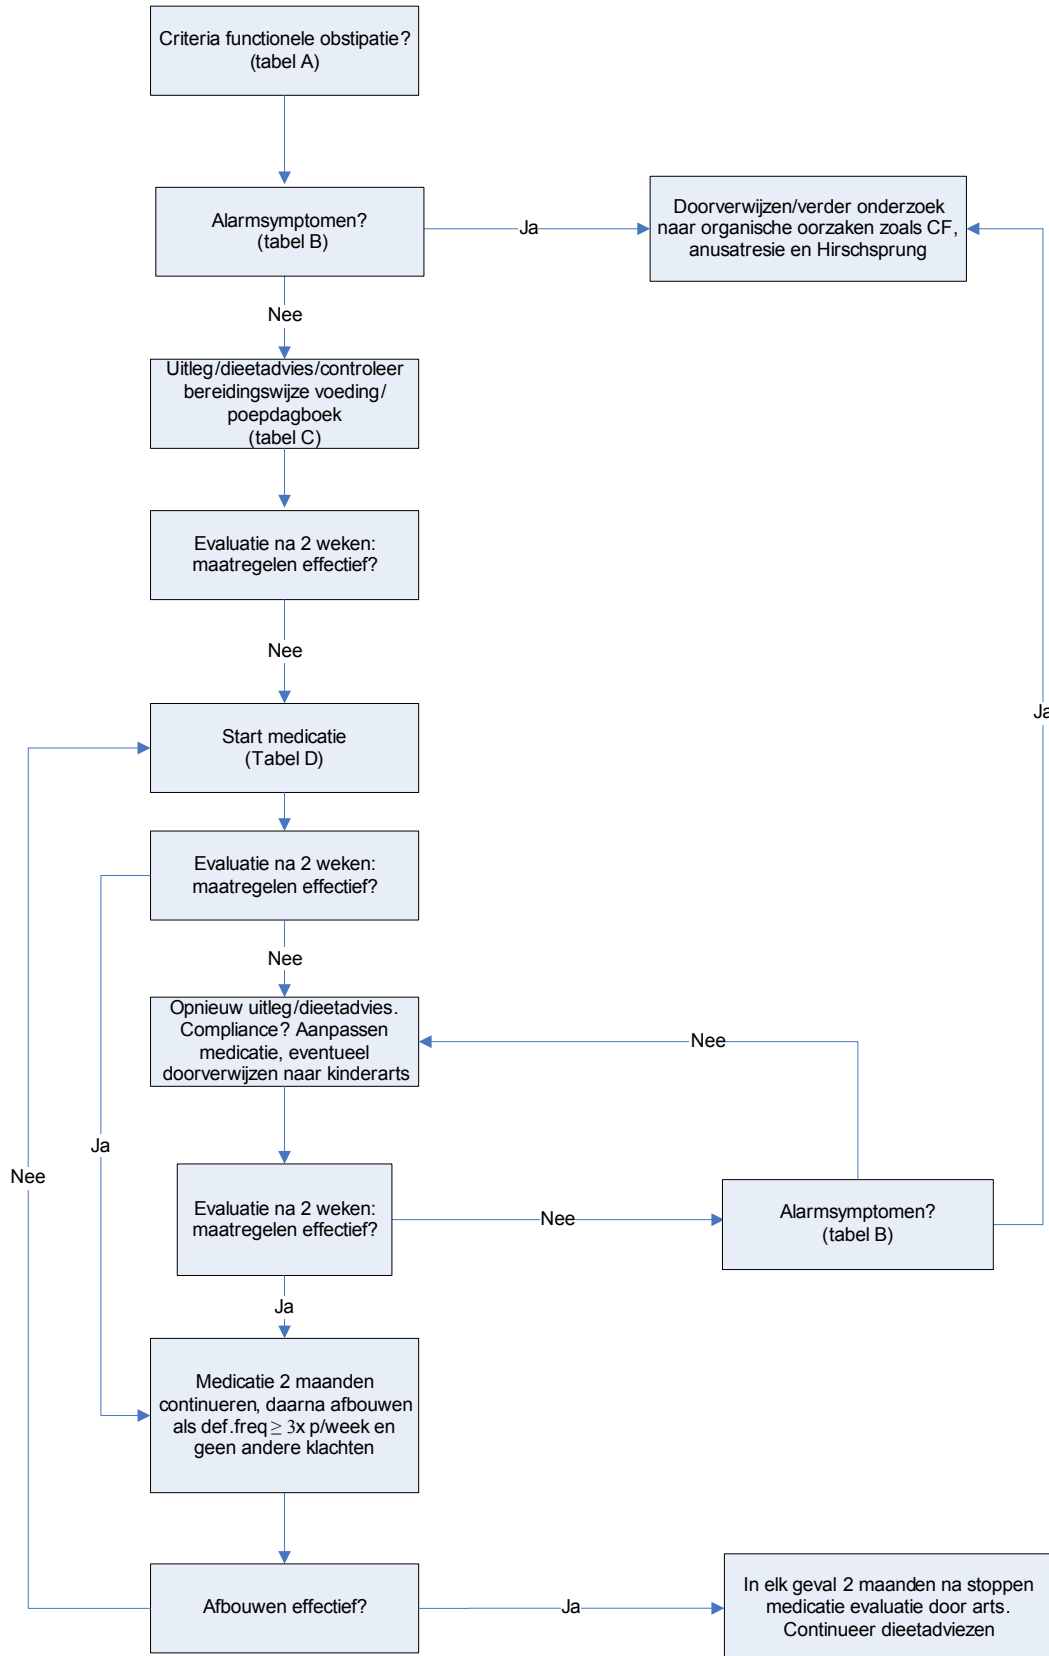 Criteria functionele obstipatie?
(tabel A)
Alarmsymptomen?
(tabel B)
Ja
Doorverwijzen/verder onderzoek
naar organische oorzaken zoals CF,
anusatresie en Hirschsprung
Nee
Uitleg/dieetadvies/controleer
bereidingswijze voeding/
poepdagboek
(tabel C)
Evaluatie na 2 weken:
maatregelen effectief?
Nee
Start medicatie
(Tabel D)
Ja
Evaluatie na 2 weken:
maatregelen effectief?
Nee
Opnieuw uitleg/dieetadvies.
Compliance? Aanpassen
medicatie, eventueel
doorverwijzen naar kinderarts
Nee
Ja
Nee
Evaluatie na 2 weken:
maatregelen effectief?
Nee
Alarmsymptomen?
(tabel B)
Ja
Medicatie 2 maanden
continueren, daarna afbouwen
als def.freq ≥ 3x p/week en
geen andere klachten
Afbouwen effectief?
Ja
In elk geval 2 maanden na stoppen
medicatie evaluatie door arts.
Continueer dieetadviezen